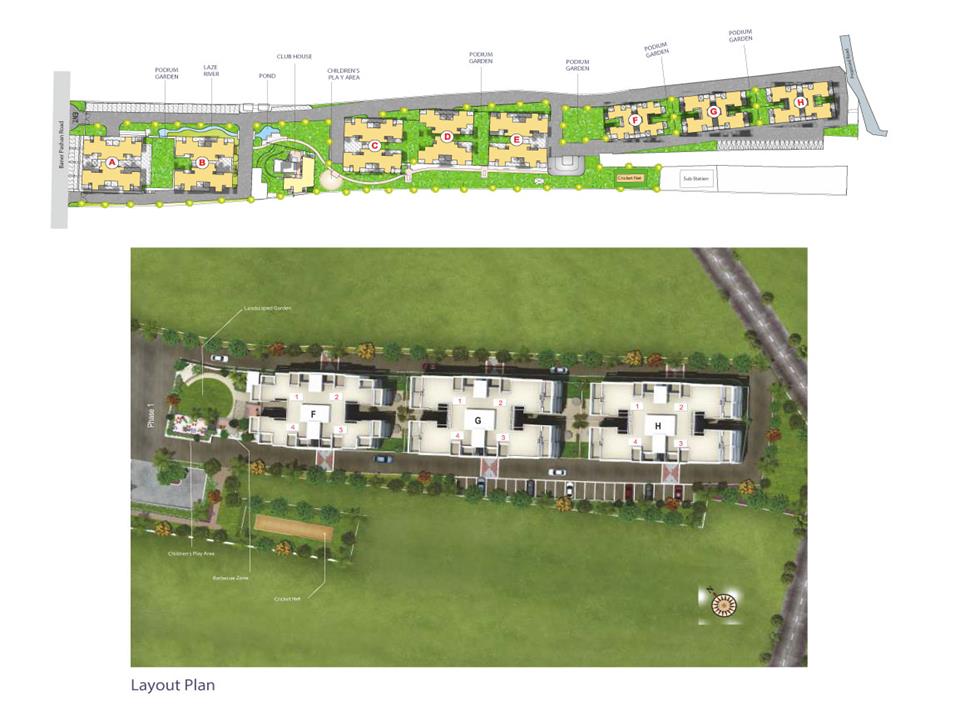 PODIUM
GARDEN
PODIUM
GARDEN
PODIUM
GARDEN
LAZE
RIVER
POND
CLUB HOUSE
CHILDREN'S
PLA Y AREA
PODIUM
GARDEN
PODIUM
GARDEN
Baner Pashan Road
A
B
C
D
E
F
G
H
Cricket Net
Sub Station
Landscaped Garden
Phase 1
1 2
F
4 3
1 2
G
4 3
1 2
H
4 3
Children's Play Area
Barbecue Zone
Cricket Net
N
Layout Plan